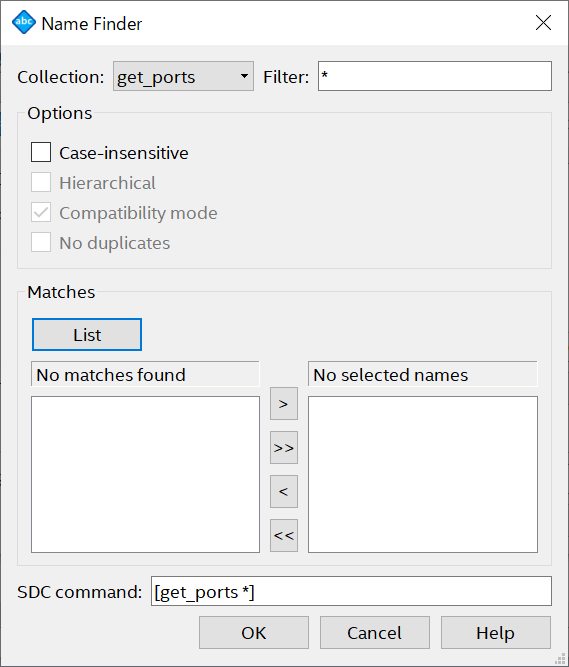 abc Name Finder
Collection: get_ports Filter: *
Options
Case-insensitive
Hierarchical
Compatibility mode
No duplicates
Matches
List
No matches found No selected names
>
>>
<
<<
SDC command: [get_ports *]
OK Cancel Help